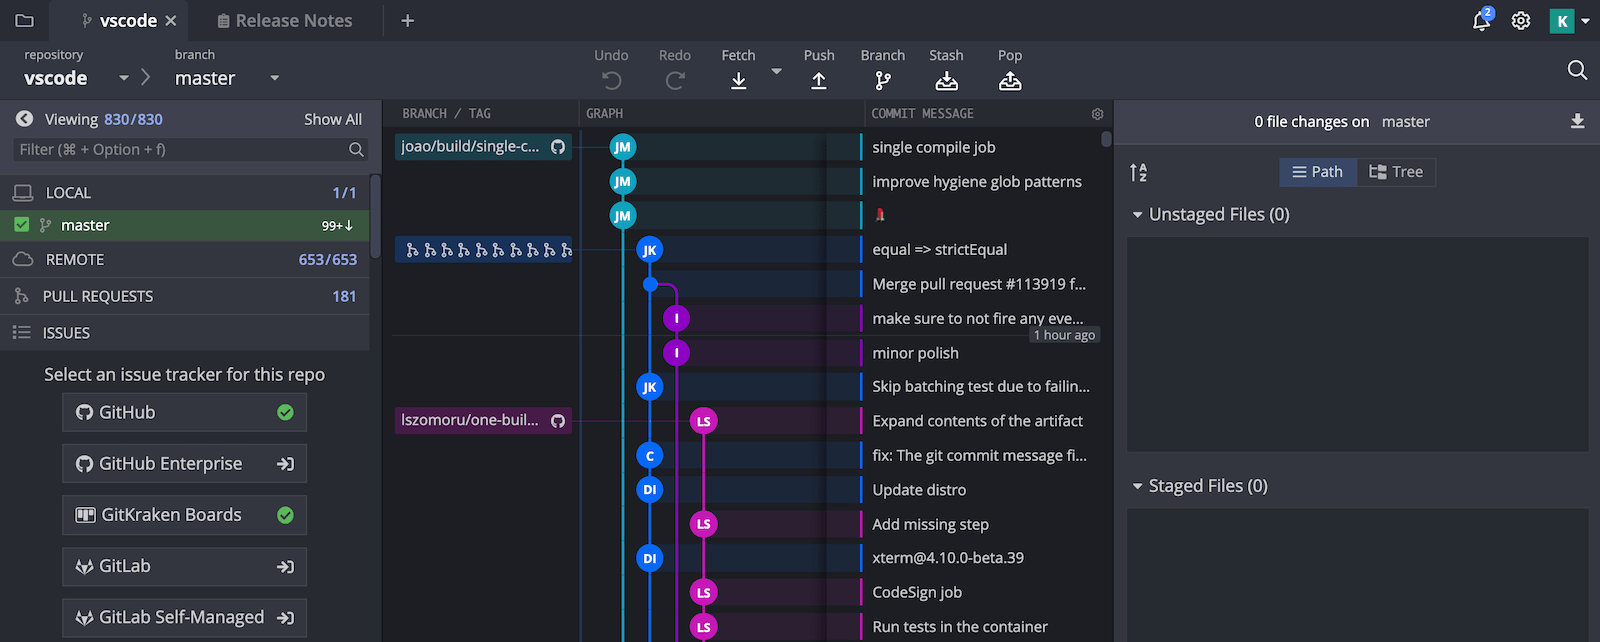 vscode
Release Notes
2
K
repository
vscode
branch
master
Undo
Redo
Fetch
Push
Branch
Stash
Pop
Viewing 830/830
Show All
Filter (⌘ + Option + f)
LOCAL 1/1
master 99+↓
REMOTE 653/653
PULL REQUESTS 181
ISSUES
Select an issue tracker for this repo
GitHub
GitHub Enterprise
GitKraken Boards
GitLab
GitLab Self-Managed
BRANCH / TAG
GRAPH
COMMIT MESSAGE
joao/build/single-c... JM single compile job
JM improve hygiene glob patterns
JM
JK equal => strictEqual
Merge pull request #113919 f...
I make sure to not fire any eve...
1 hour ago
I minor polish
JK Skip batching test due to failin...
lszomoru/one-buil... LS Expand contents of the artifact
C fix: The git commit message fi...
DI Update distro
LS Add missing step
DI xterm@4.10.0-beta.39
LS CodeSign job
LS Run tests in the container
0 file changes on master
A
Z
Path
Tree
Unstaged Files (0)
Staged Files (0)